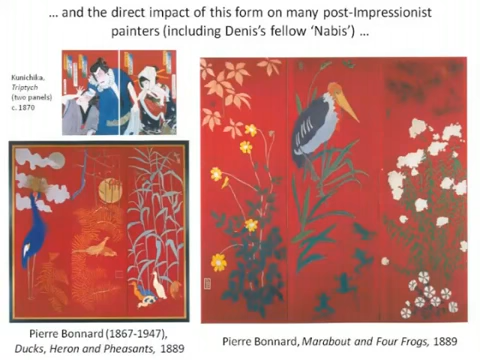 … and the direct impact of this form on many post-Impressionist
painters (including Denis's fellow 'Nabis') …
Kunichika,
Triptych
(two panels)
c. 1870
Pierre Bonnard (1867-1947),
Ducks, Heron and Pheasants, 1889
Pierre Bonnard, Marabout and Four Frogs, 1889